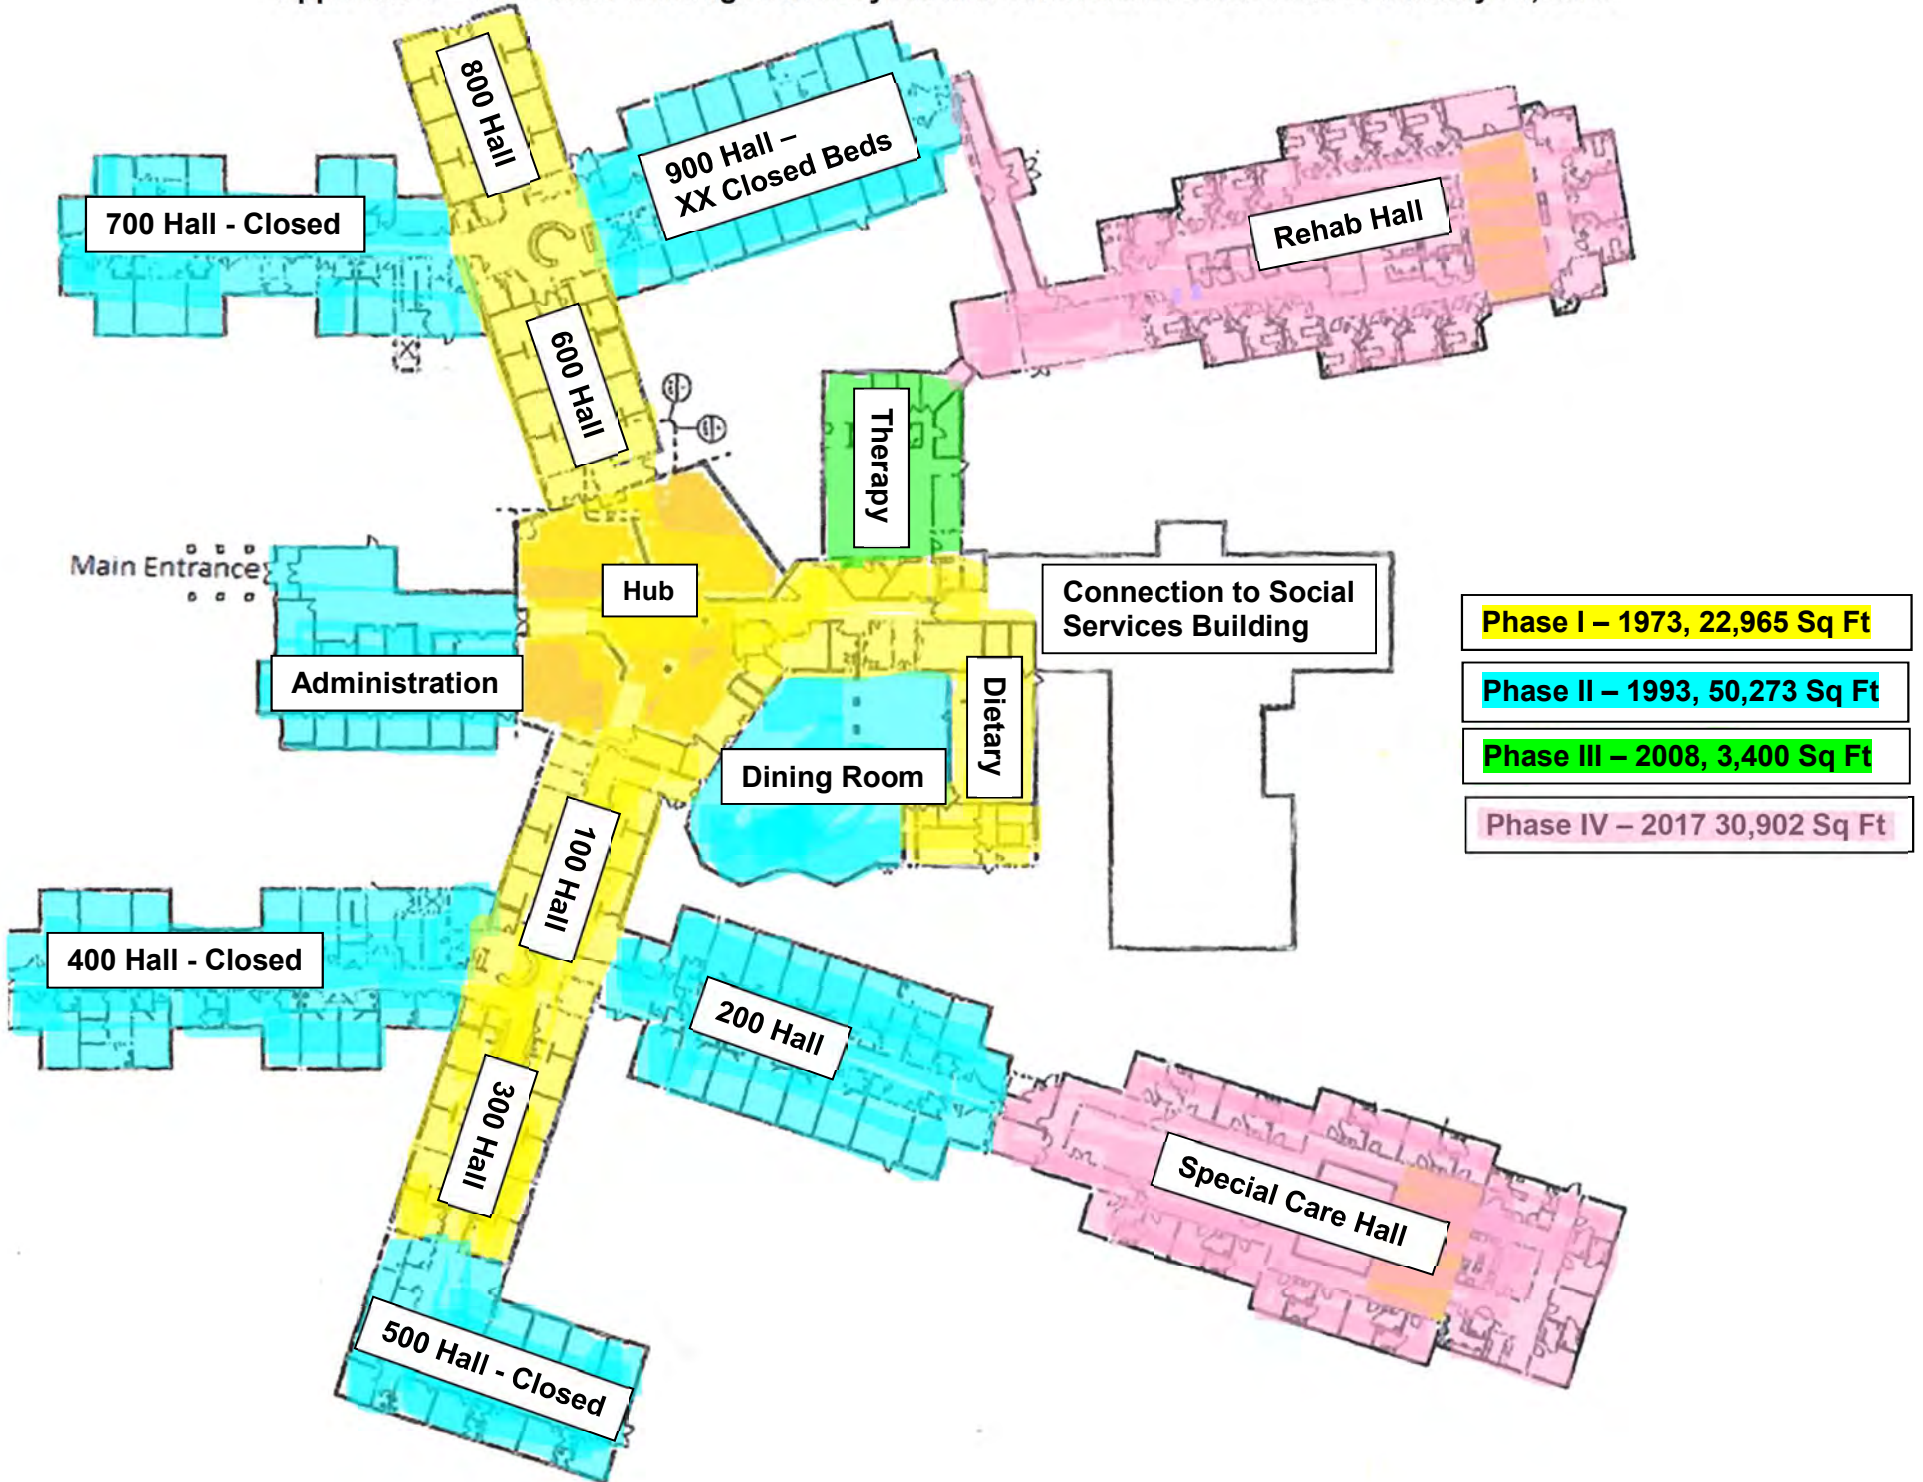 800 Hall
900 Hall –
XX Closed Beds
700 Hall - Closed
Rehab Hall
600 Hall
Therapy
Main Entrance
Hub
Connection to Social
Services Building
Administration
Dietary
Dining Room
Phase I – 1973, 22,965 Sq Ft
Phase II – 1993, 50,273 Sq Ft
Phase III – 2008, 3,400 Sq Ft
Phase IV – 2017 30,902 Sq Ft
100 Hall
400 Hall - Closed
200 Hall
300 Hall
Special Care Hall
500 Hall - Closed